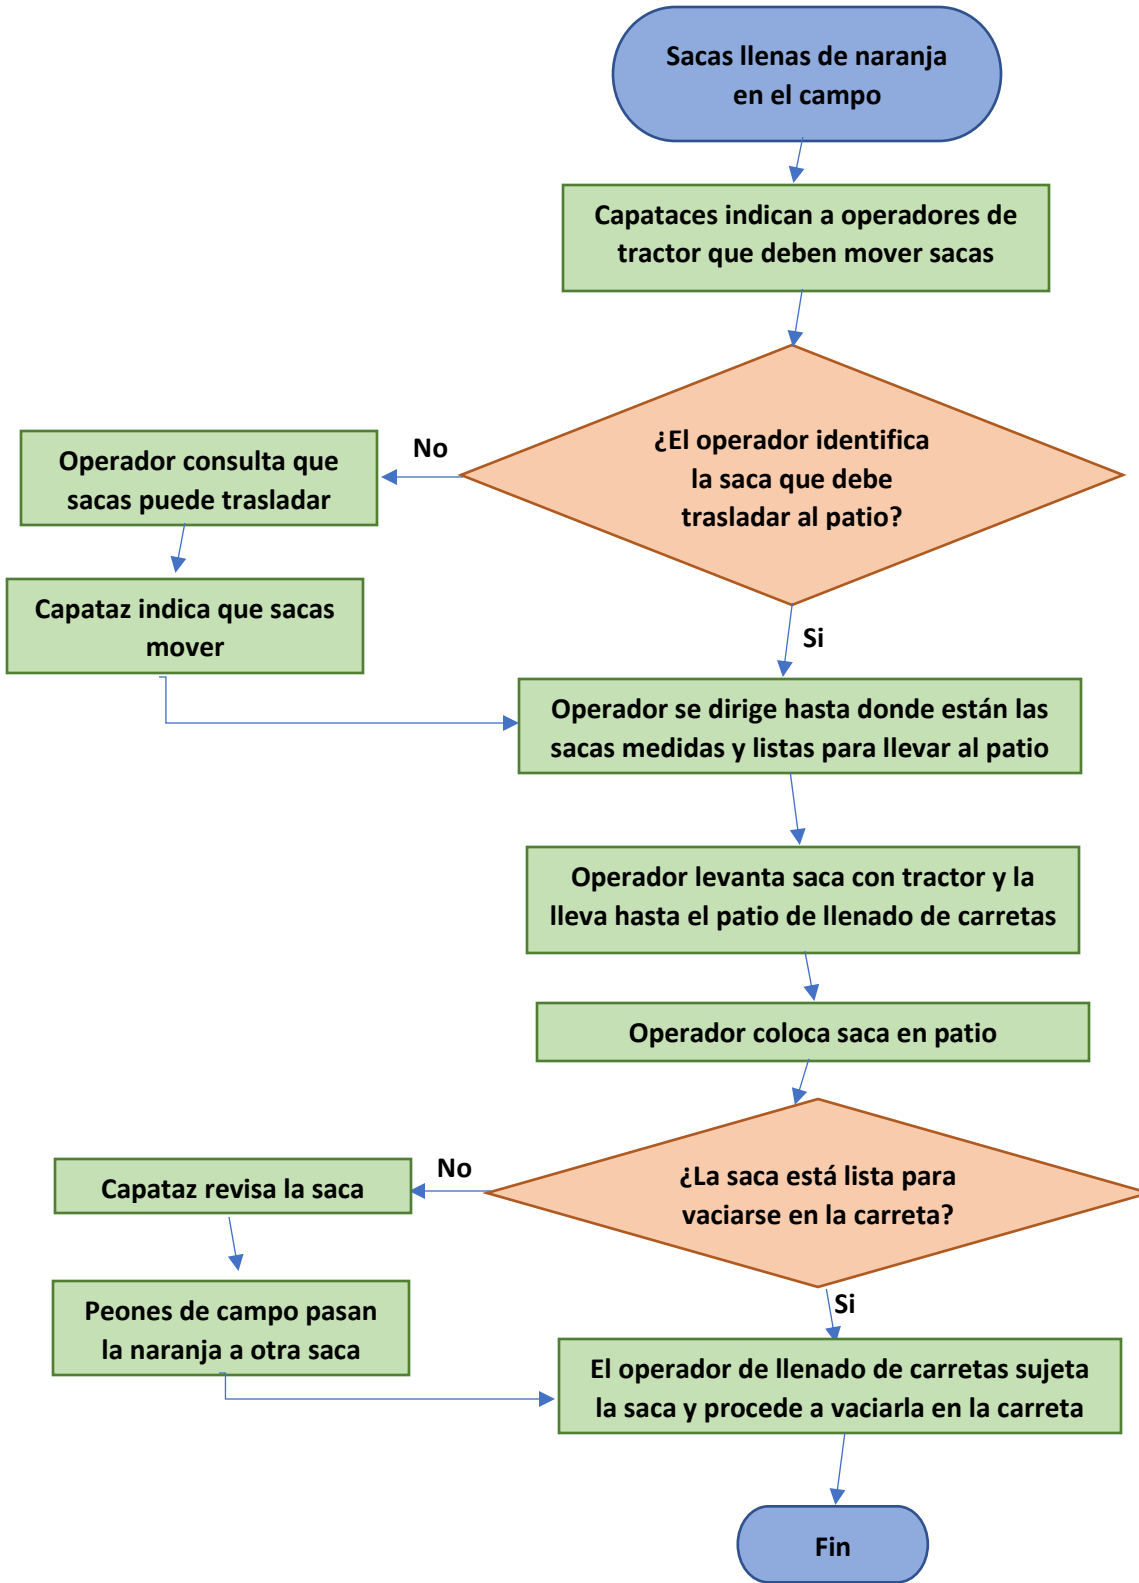 Sacas llenas de naranja
en el campo
Capataces indican a operadores de
tractor que deben mover sacas
¿El operador identifica
la saca que debe
trasladar al patio?
No
Operador consulta que
sacas puede trasladar
Capataz indica que sacas
mover
Si
Operador se dirige hasta donde están las
sacas medidas y listas para llevar al patio
Operador levanta saca con tractor y la
lleva hasta el patio de llenado de carretas
Operador coloca saca en patio
¿La saca está lista para
vaciarse en la carreta?
No
Capataz revisa la saca
Peones de campo pasan
la naranja a otra saca
Si
El operador de llenado de carretas sujeta
la saca y procede a vaciarla en la carreta
Fin